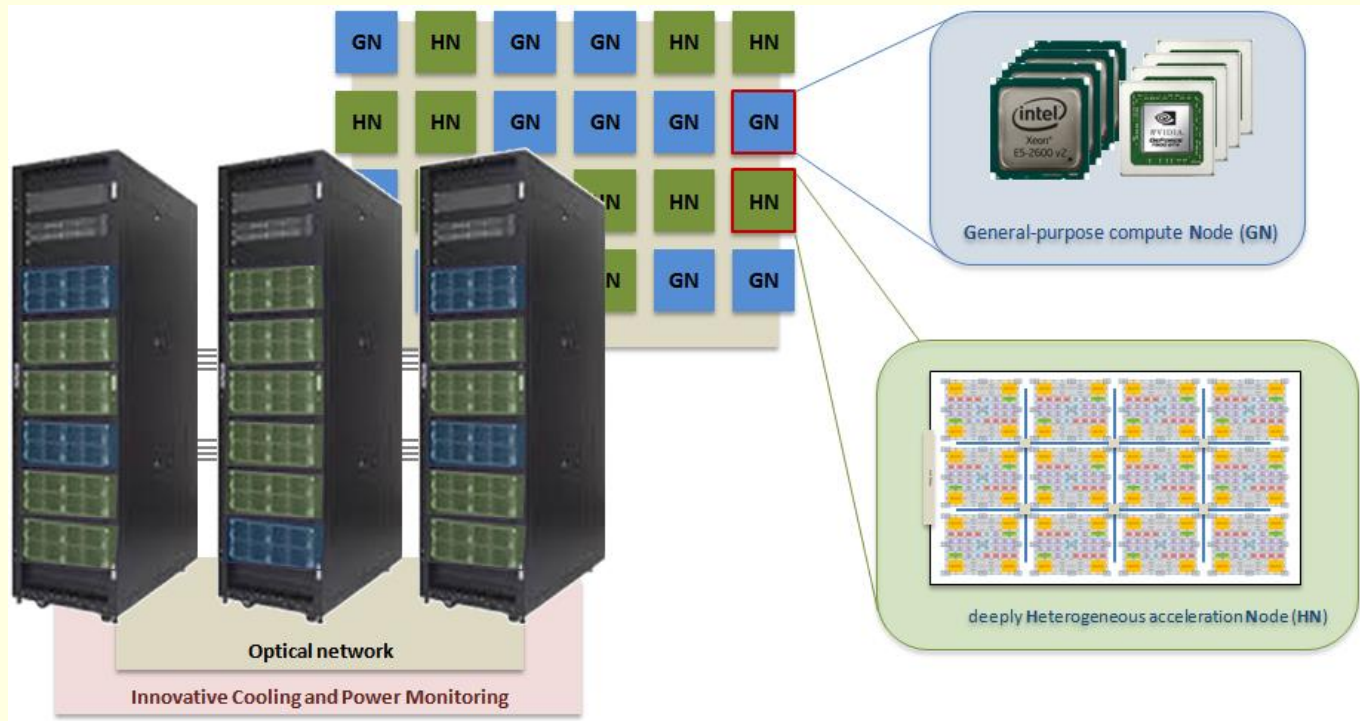 GN HN GN GN HN HN
HN HN GN GN GN GN
HN HN HN
N GN GN
intel
Xeon®
E5-2600 v2
NVIDIA
GEFORCE
General-purpose compute Node (GN)
deeply Heterogeneous acceleration Node (HN)
Optical network
Innovative Cooling and Power Monitoring